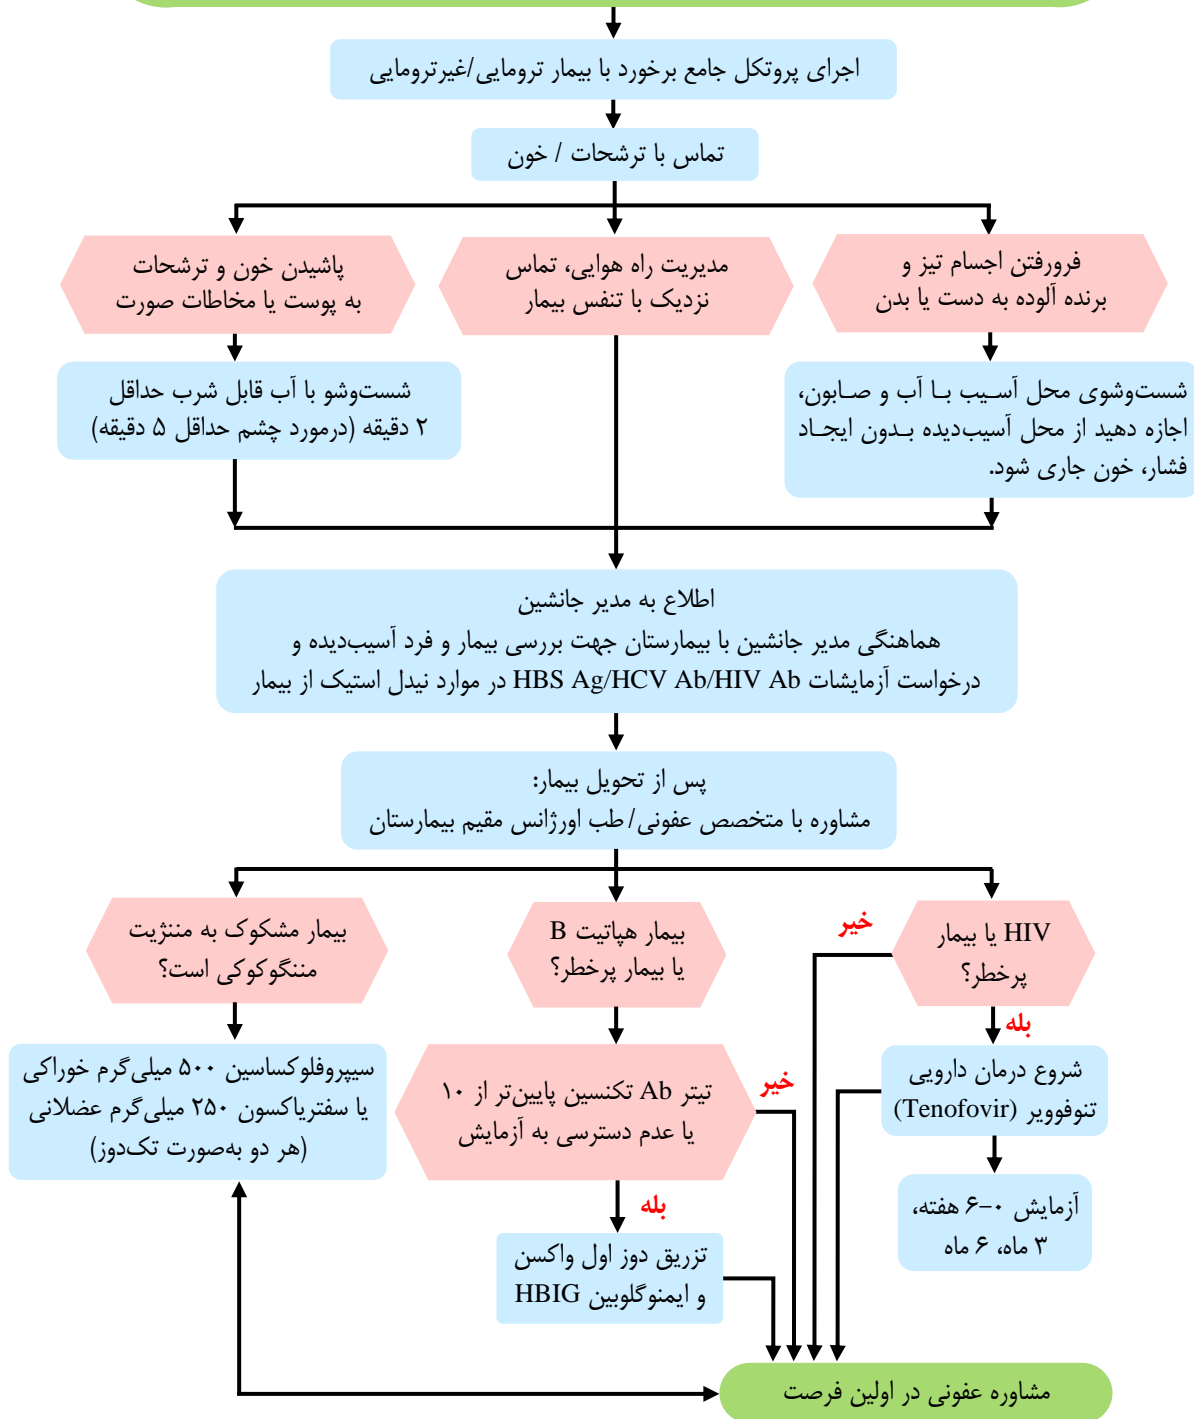 اجرای پروتکل جامع برخورد با بیمار ترومایی/غیرترومایی
تماس با ترشحات / خون
فرورفتن اجسام تیز و
برنده آلوده به دست یا بدن
مدیریت راه هوایی، تماس
نزدیک با تنفس بیمار
پاشیدن خون و ترشحات
به پوست یا مخاطات صورت
شست‌وشوی محل آسـیب بـا آب و صـابون،
اجازه دهید از محل آسیب‌دیده بـدون ایجـاد
فشار، خون جاری شود.
شست‌وشو با آب قابل شرب حداقل
۲ دقیقه (درمورد چشم حداقل ۵ دقیقه)
اطلاع به مدیر جانشین
هماهنگی مدیر جانشین با بیمارستان جهت بررسی بیمار و فرد آسیب‌دیده و
درخواست آزمایشات HBS Ag/HCV Ab/HIV Ab در موارد نیدل استیک از بیمار
پس از تحویل بیمار:
مشاوره با متخصص عفونی/ طب اورژانس مقیم بیمارستان
HIV یا بیمار
پرخطر؟
خیر
بیمار هپاتیت B
یا بیمار پرخطر؟
بیمار مشکوک به مننژیت
مننگوکوکی است؟
بله
شروع درمان دارویی
تنوفوویر (Tenofovir)
خیر
تیتر Ab تکنسین پایین‌تر از ۱۰
یا عدم دسترسی به آزمایش
سیپروفلوکساسین ۵۰۰ میلی‌گرم خوراکی
یا سفتریاکسون ۲۵۰ میلی‌گرم عضلانی
(هر دو به‌صورت تک‌دوز)
آزمایش ۰–۶ هفته،
۳ ماه، ۶ ماه
بله
تزریق دوز اول واکسن
و ایمنوگلوبین HBIG
مشاوره عفونی در اولین فرصت